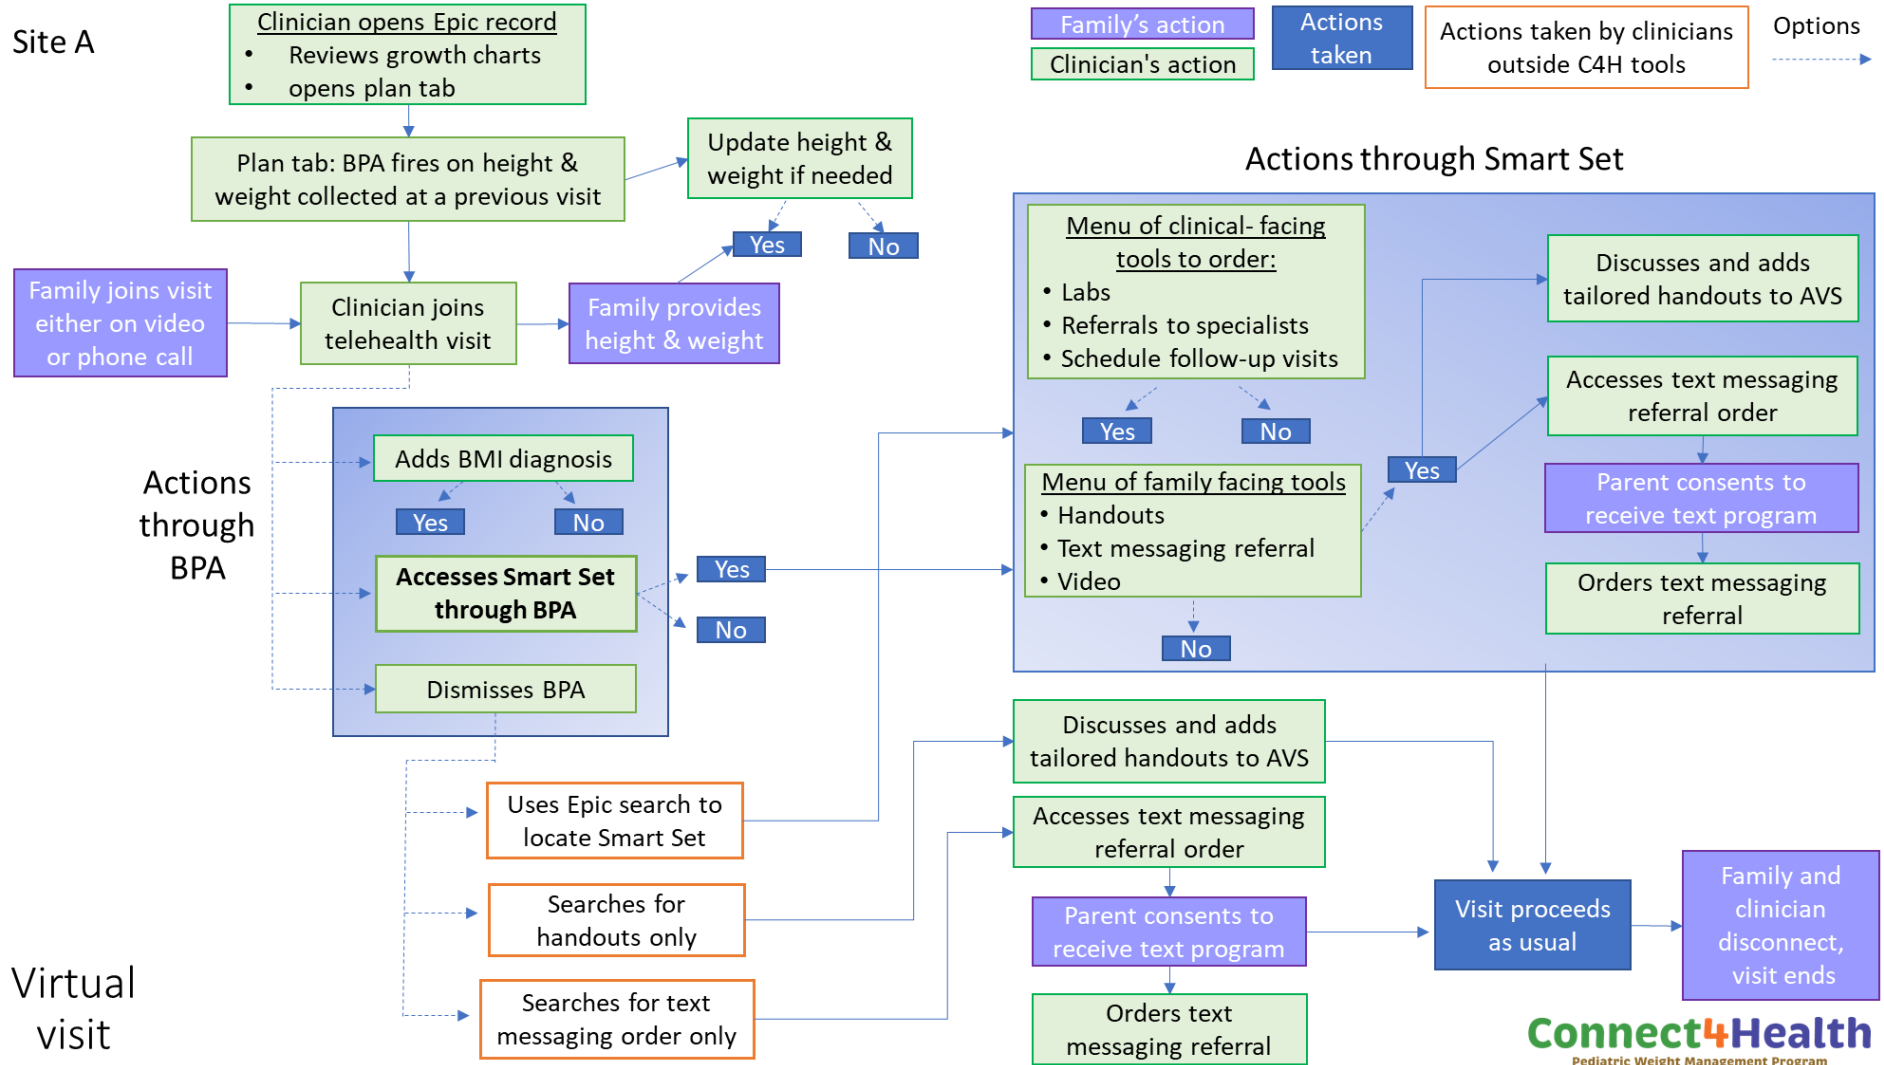 Site A
Clinician opens Epic record
• Reviews growth charts
• opens plan tab
Family's action
Clinician's action
Actions
taken
Actions taken by clinicians
outside C4H tools
Options
Plan tab: BPA fires on height &
weight collected at a previous visit
Update height &
weight if needed
Yes
No
Family joins visit
either on video
or phone call
Clinician joins
telehealth visit
Family provides
height & weight
Actions
through
BPA
Adds BMI diagnosis
Yes
No
Accesses Smart Set
through BPA
Yes
No
Dismisses BPA
Actions through Smart Set
Menu of clinical- facing
tools to order:
• Labs
• Referrals to specialists
• Schedule follow-up visits
Yes
No
Menu of family facing tools
• Handouts
• Text messaging referral
• Video
Yes
No
Discusses and adds
tailored handouts to AVS
Accesses text messaging
referral order
Parent consents to
receive text program
Orders text messaging
referral
Uses Epic search to
locate Smart Set
Searches for
handouts only
Searches for text
messaging order only
Discusses and adds
tailored handouts to AVS
Accesses text messaging
referral order
Parent consents to
receive text program
Orders text
messaging referral
Visit proceeds
as usual
Family and
clinician
disconnect,
visit ends
Virtual
visit
Connect4Health
Pediatric Weight Management Program